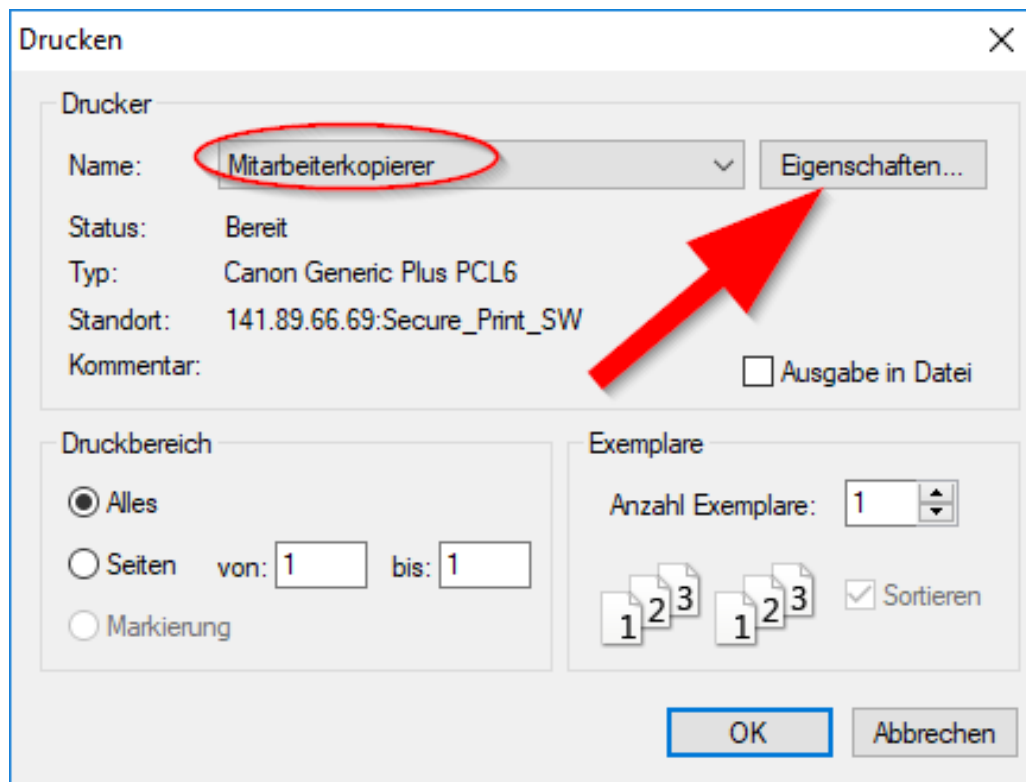 Drucken
Drucker
Name: Mitarbeiterkopierer Eigenschaften...
Status: Bereit
Typ: Canon Generic Plus PCL6
Standort: 141.89.66.69:Secure_Print_SW
Kommentar:
Ausgabe in Datei
Druckbereich
Alles
Seiten von: 1 bis: 1
Markierung
Exemplare
Anzahl Exemplare: 1
1 2 3 1 2 3 Sortieren
OK Abbrechen